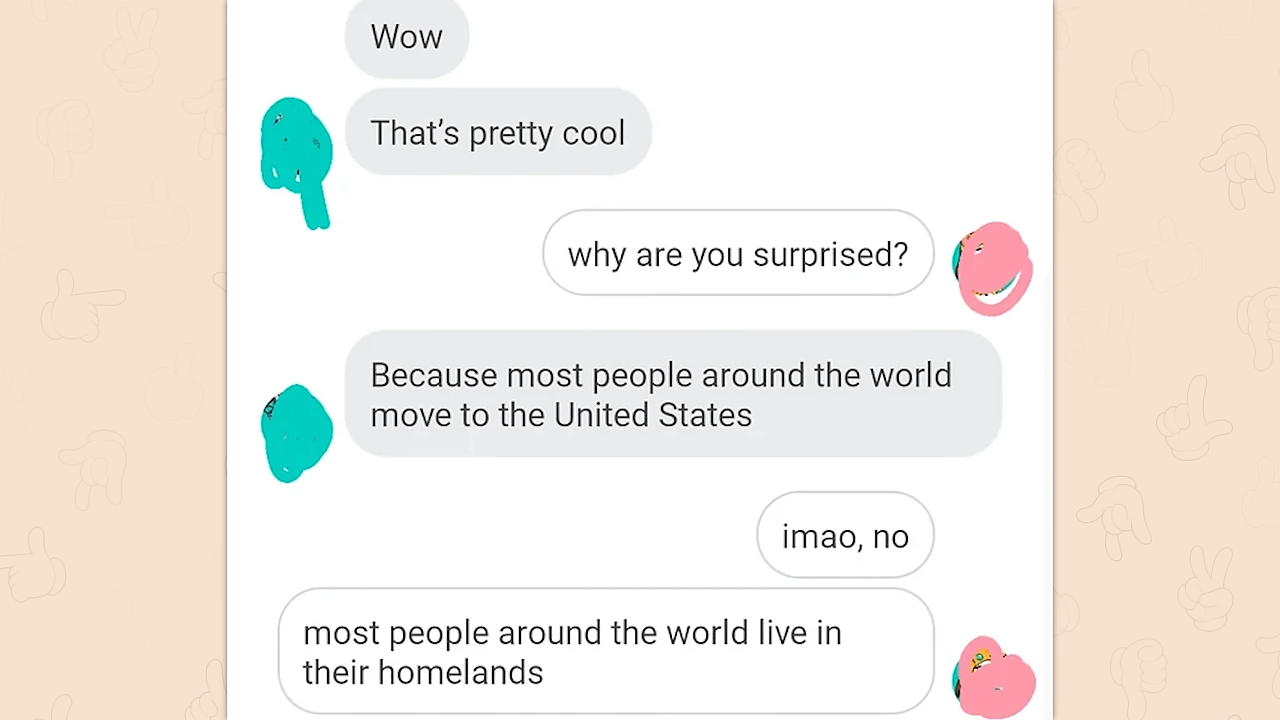 Wow
That’s pretty cool
why are you surprised?
Because most people around the world
move to the United States
imao, no
most people around the world live in
their homelands